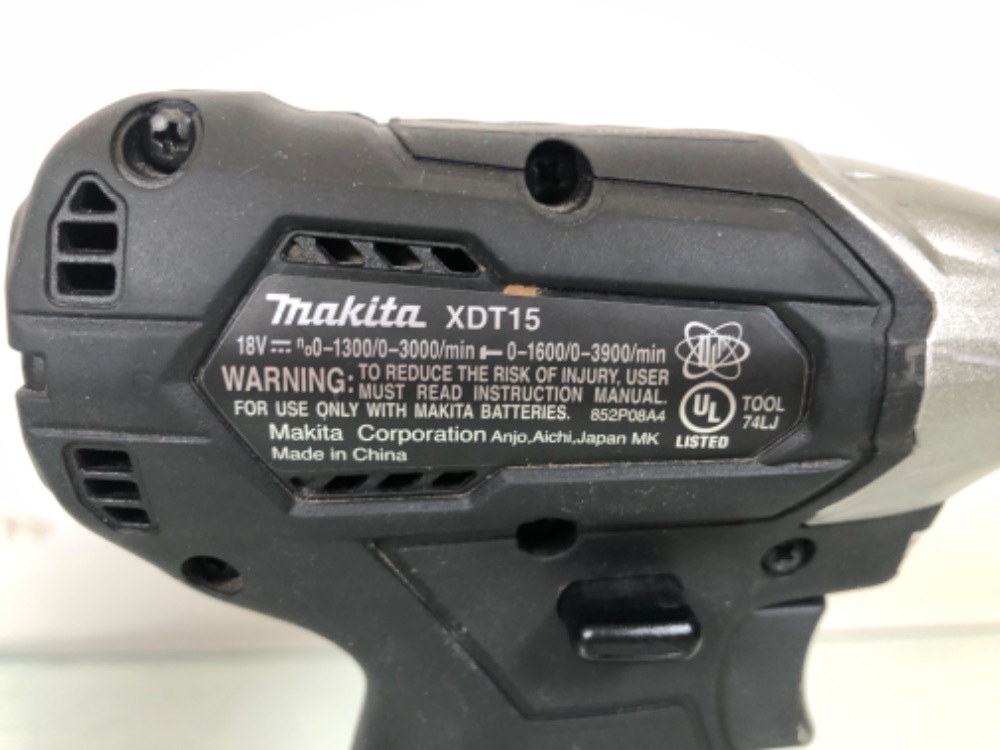 makita XDT15
18V ⎓ n₀0–1300/0–3000/min 0–1600/0–3900/min
WARNING: TO REDUCE THE RISK OF INJURY, USER
MUST READ INSTRUCTION MANUAL.
FOR USE ONLY WITH MAKITA BATTERIES. 852P08A4
Makita Corporation Anjo,Aichi,Japan MK
Made in China
UL
LISTED
TOOL
74LJ